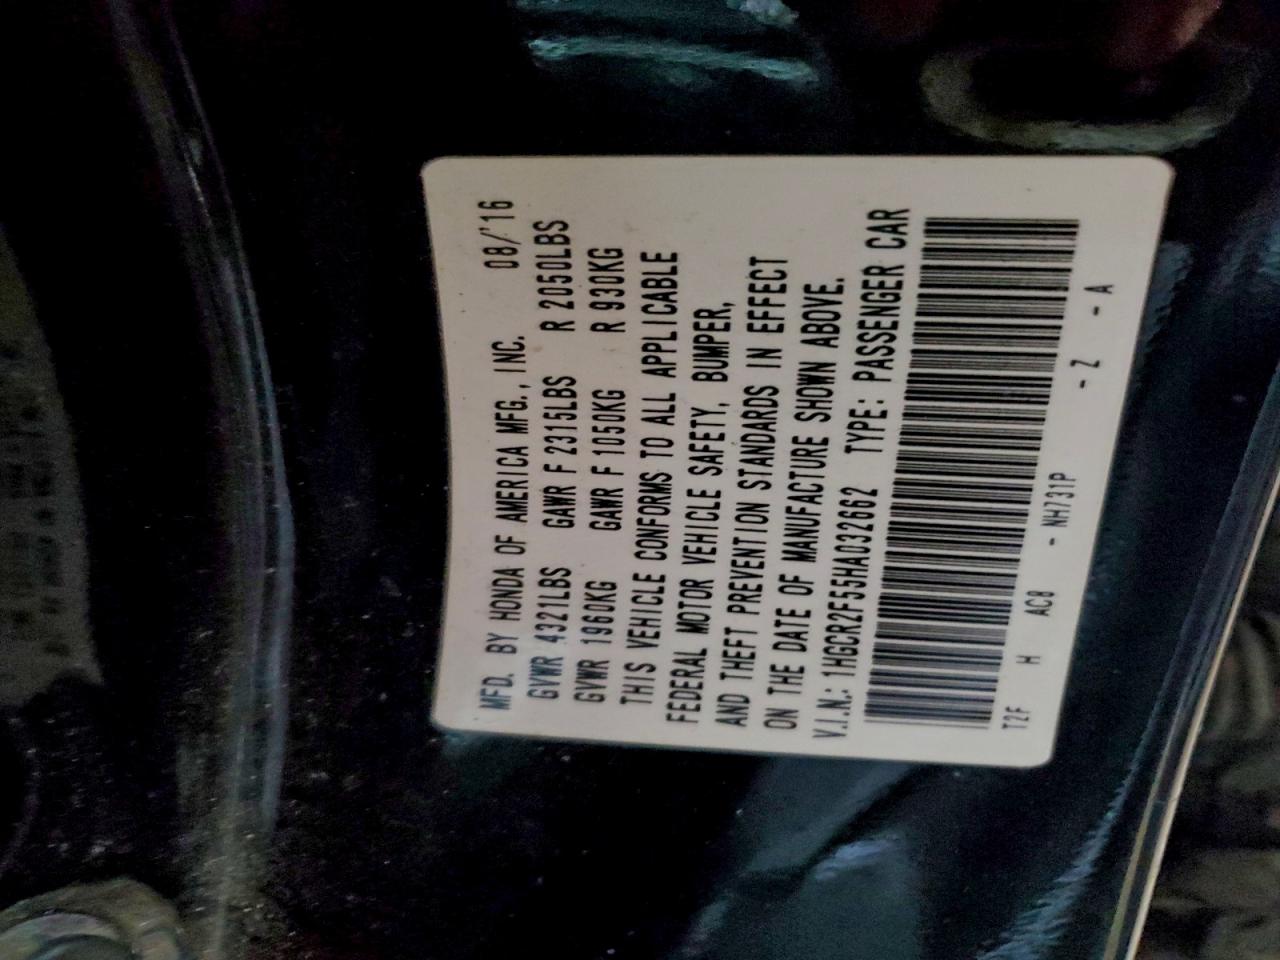 MFD. BY HONDA OF AMERICA MFG., INC. 08/'16
GVWR 4321LBS GAWR F 2315LBS R 2050LBS
GVWR 1960KG GAWR F 1050KG R 930KG
THIS VEHICLE CONFORMS TO ALL APPLICABLE
FEDERAL MOTOR VEHICLE SAFETY, BUMPER,
AND THEFT PREVENTION STANDARDS IN EFFECT
ON THE DATE OF MANUFACTURE SHOWN ABOVE.
V.I.N.: 1HGCR2F55HA032662 TYPE: PASSENGER CAR
T2F H AC8 - NH731P - Z - A